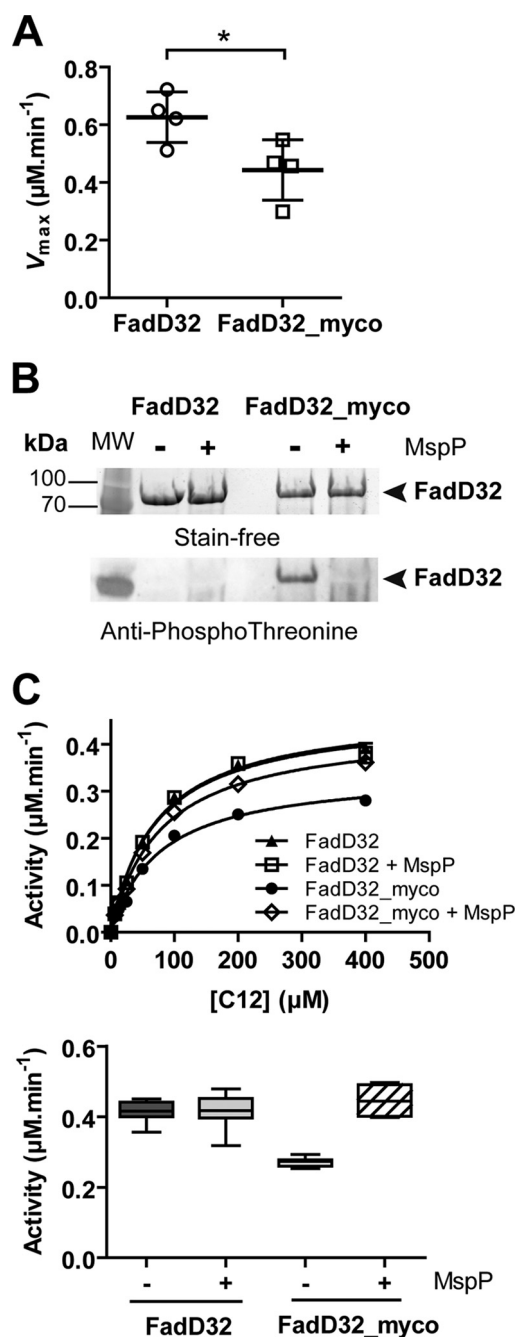 A
*
0.8
0.6
0.4
0.2
0.0
Vmax (µM.min-1)
FadD32 FadD32_myco
B
FadD32 FadD32_myco
kDa MW - + - + MspP
100
70
FadD32
Stain-free
FadD32
Anti-PhosphoThreonine
C
0.4
0.3
0.2
0.1
0.0
Activity (µM.min-1)
FadD32
FadD32 + MspP
FadD32_myco
FadD32_myco + MspP
0 100 200 300 400 500
[C12] (µM)
0.6
0.4
0.2
0.0
Activity (µM.min-1)
- + - + MspP
FadD32 FadD32_myco